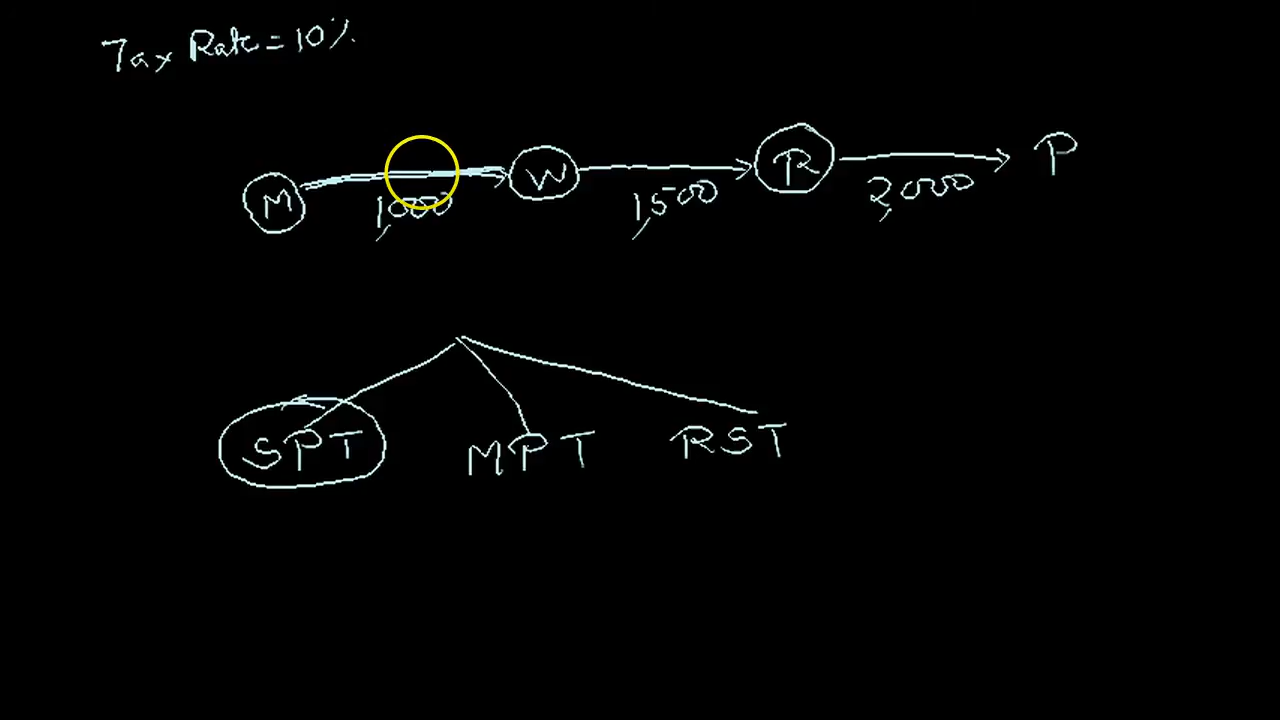 Tax Rate = 10%
M W R P
1,000 1,500 2,000
SPT MPT RST